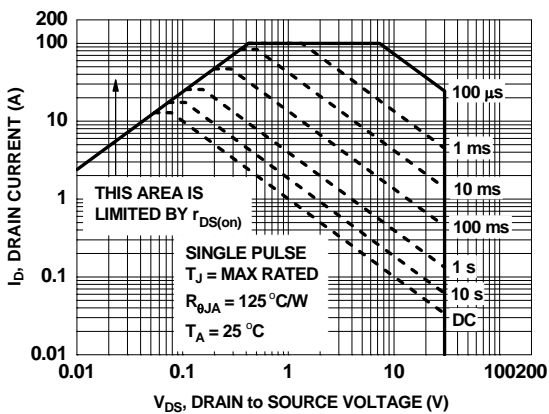 200
100
10
1
0.1
0.01
I_D, DRAIN CURRENT (A)
100 μs
1 ms
10 ms
100 ms
1 s
10 s
DC
THIS AREA IS
LIMITED BY r_DS(on)
SINGLE PULSE
T_J = MAX RATED
R_θJA = 125 °C/W
T_A = 25 °C
0.01 0.1 1 10 100200
V_DS, DRAIN to SOURCE VOLTAGE (V)